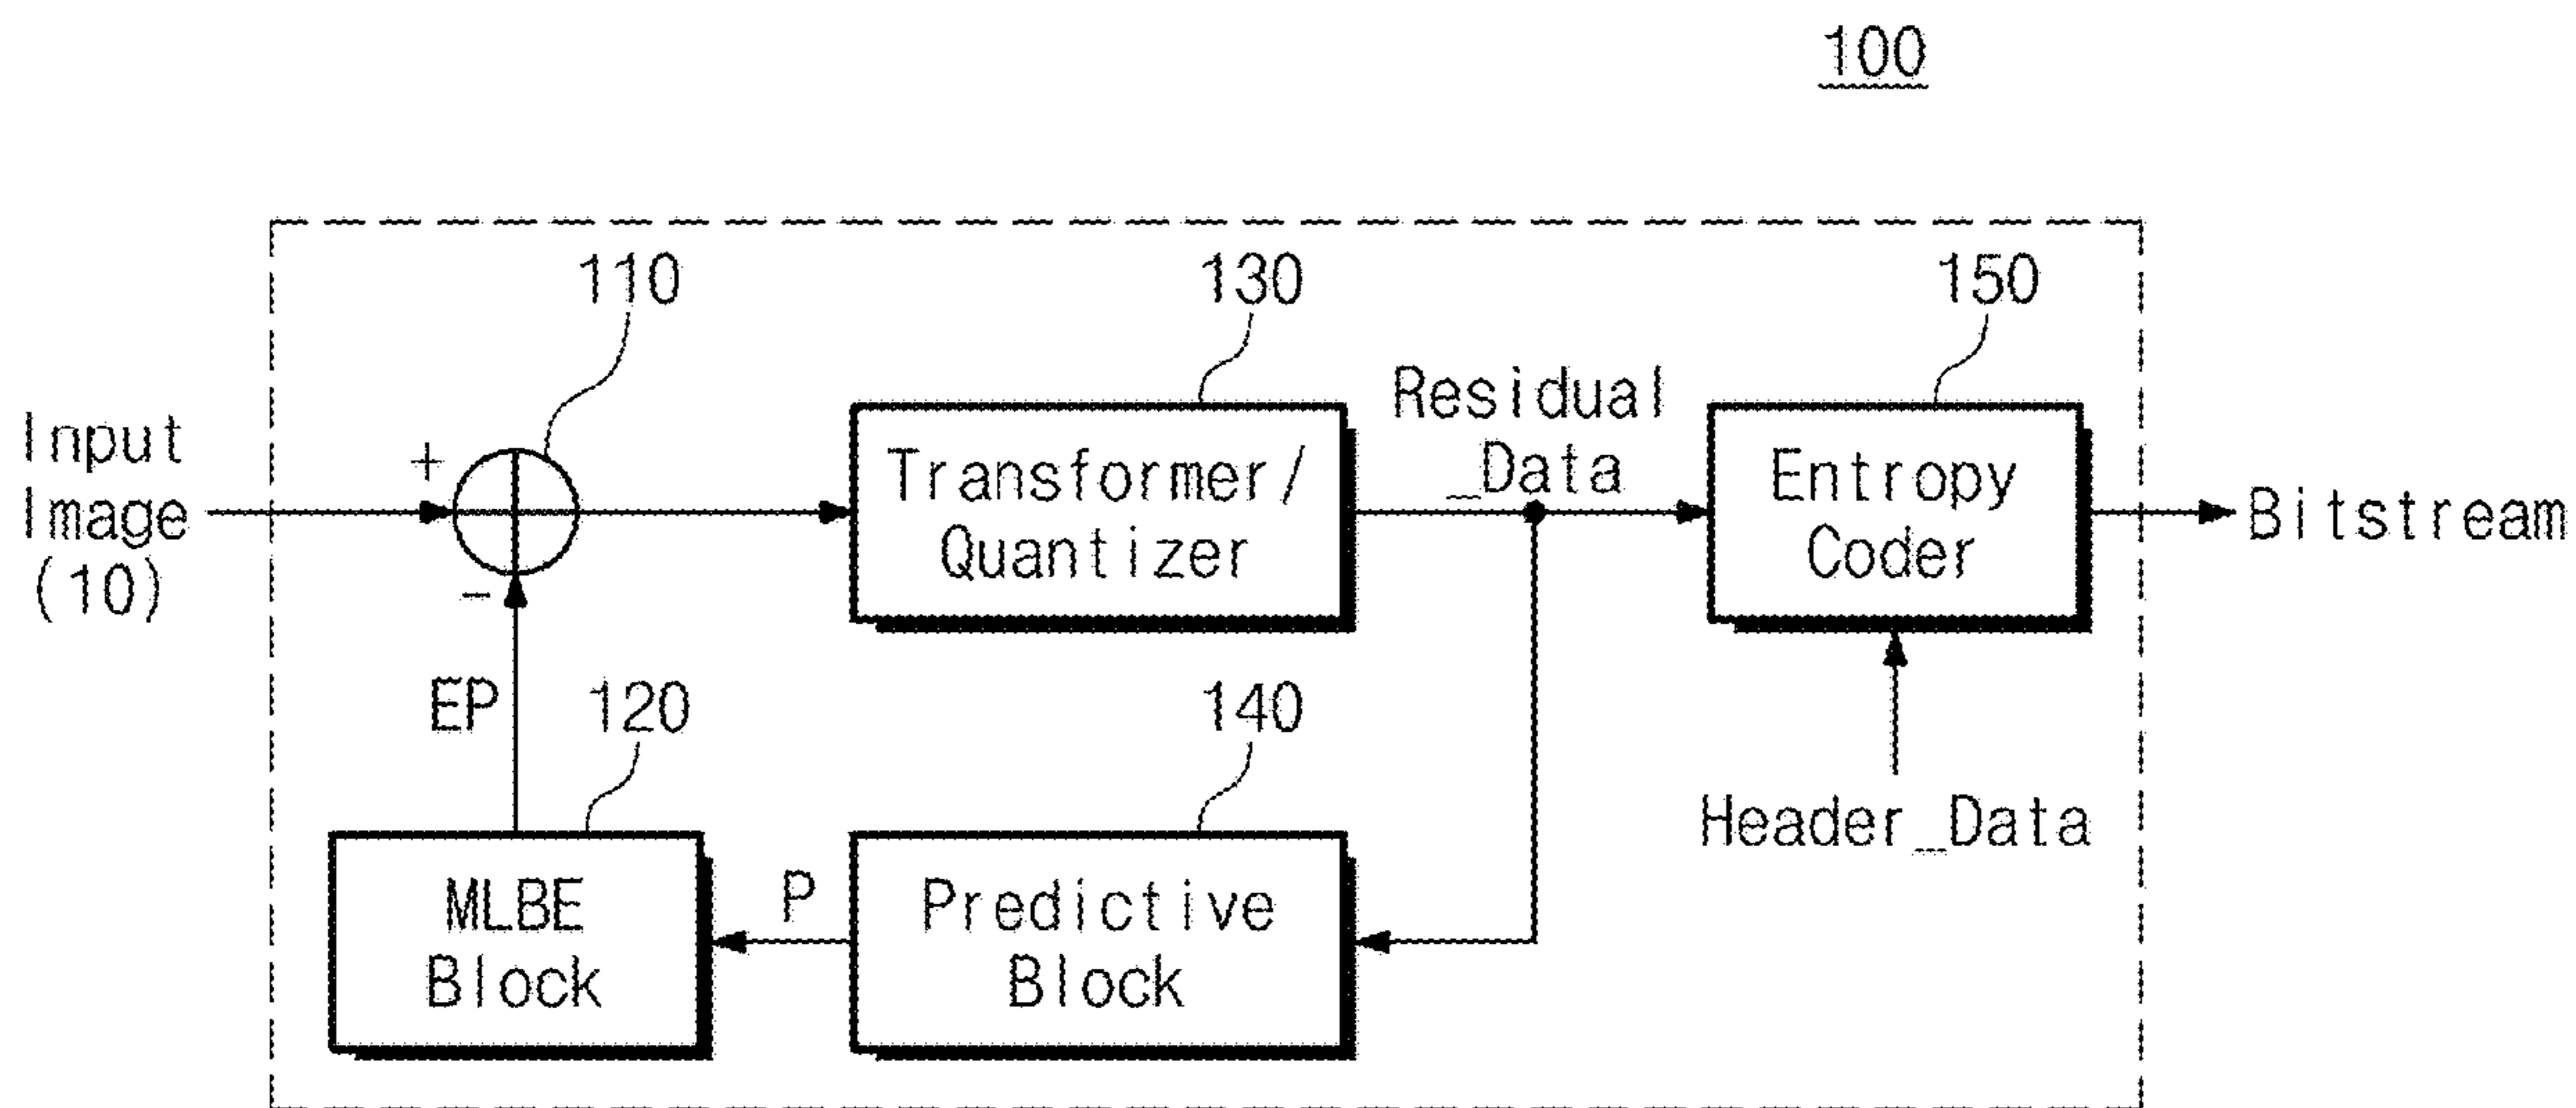 100
110
130
150
Input
Image
(10)
+
-
Transformer/
Quantizer
Residual
_Data
Entropy
Coder
Bitstream
EP
120
140
Header_Data
MLBE
Block
P
Predictive
Block